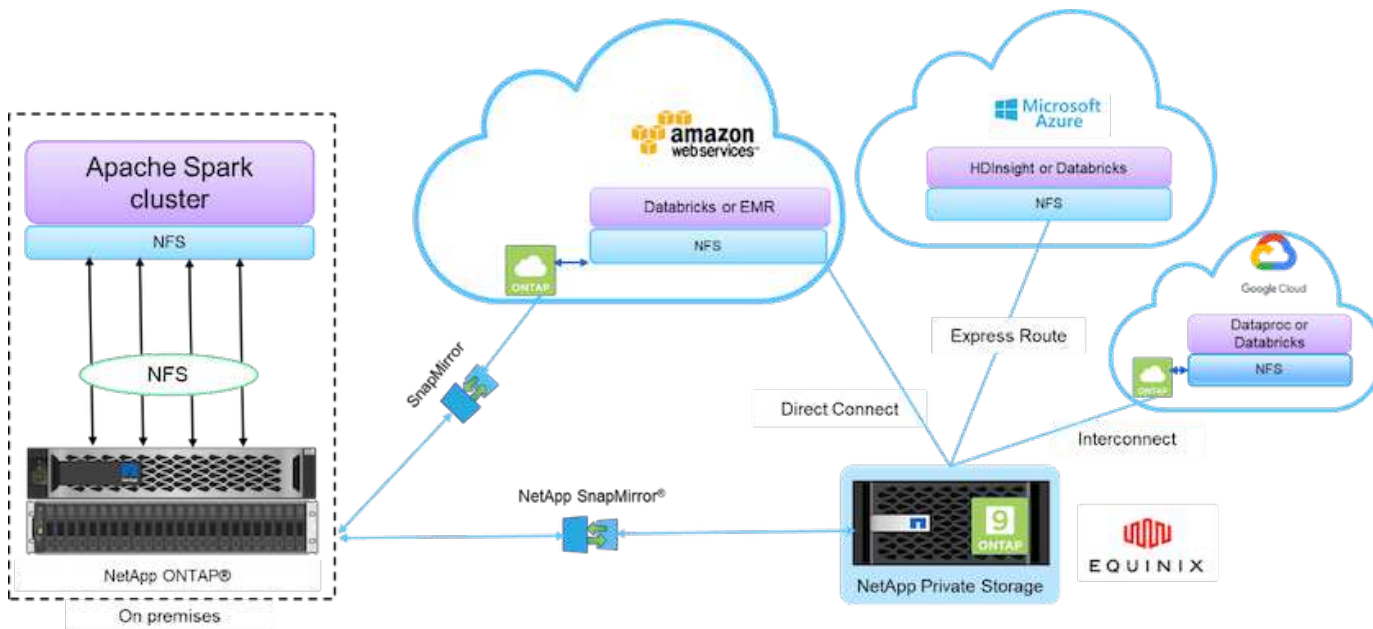 Apache Spark
cluster
NFS
NFS
NetApp ONTAP®
On premises
amazon
webservices™
Databricks or EMR
NFS
ONTAP
SnapMirror
NetApp SnapMirror®
Microsoft
Azure
HDInsight or Databricks
NFS
Express Route
Direct Connect
Google Cloud
Dataproc or
Databricks
NFS
ONTAP
Interconnect
9
ONTAP
NetApp Private Storage
EQUINIX